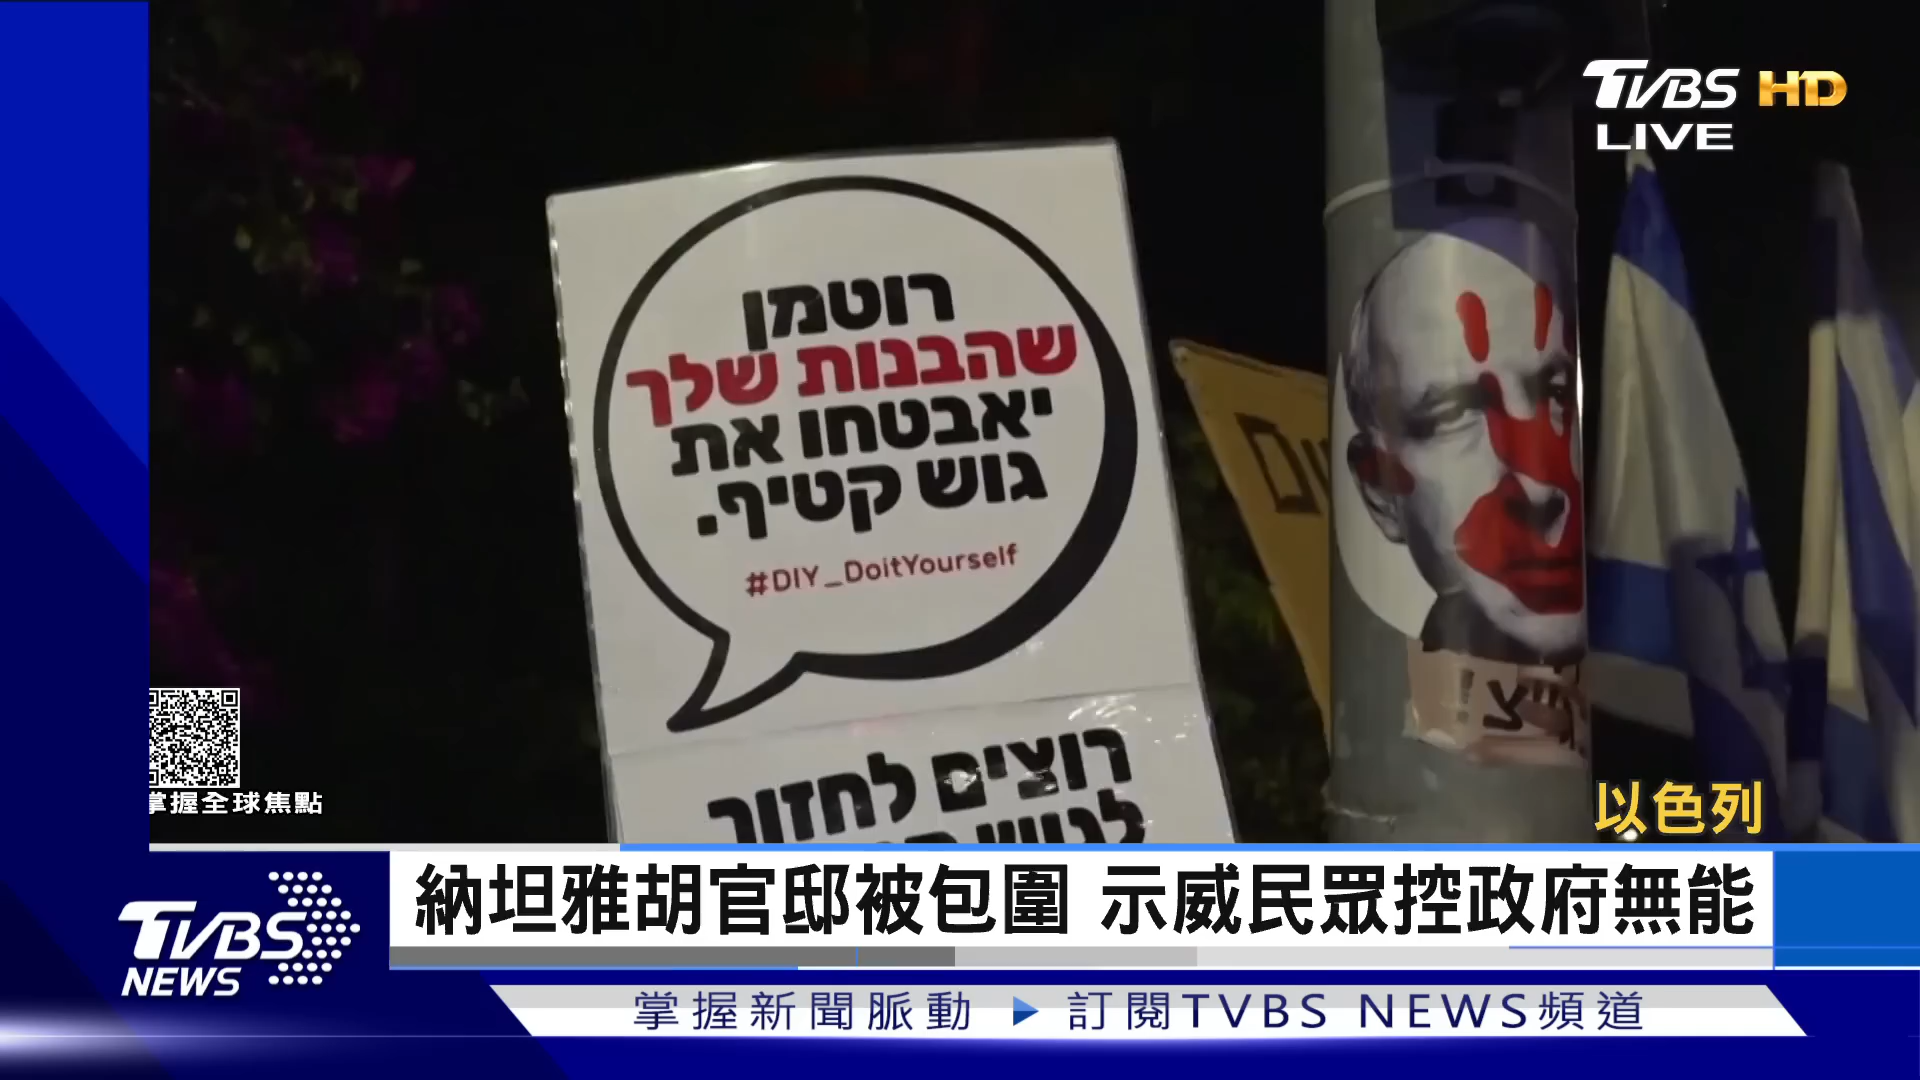 TVBS HD
LIVE
רוטמן
שהבנות שלך
יאבטחו את
גוש קטיף.
#DIY_DoitYourself
רוצים לחזור
掌握全球焦點
以色列
納坦雅胡官邸被包圍 示威民眾控政府無能
TVBS
NEWS
掌握新聞脈動 ▶ 訂閱TVBS NEWS頻道